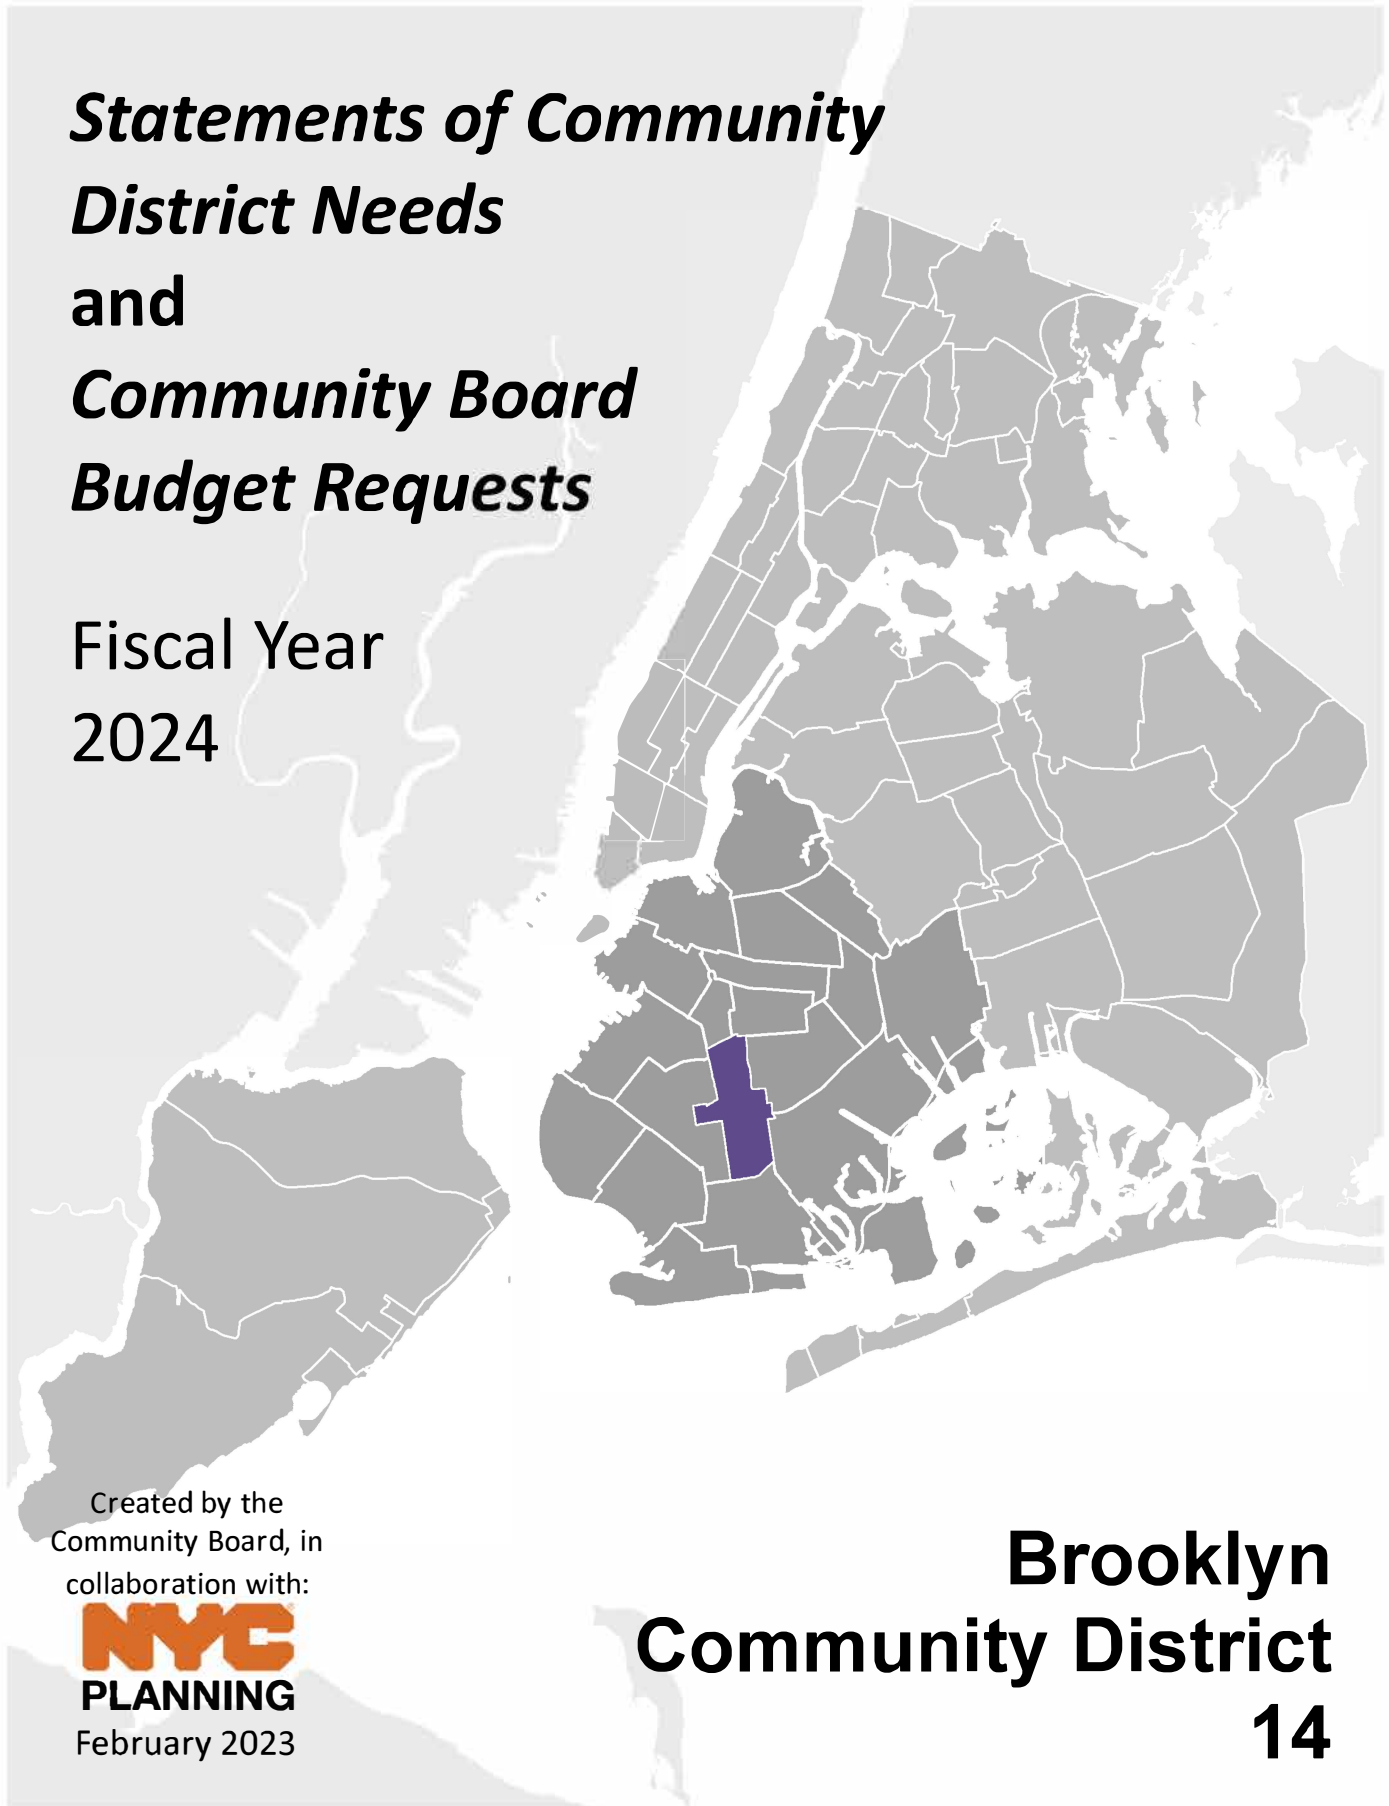 Statements of Community
District Needs
and
Community Board
Budget Requests
Fiscal Year
2024
Created by the
Community Board, in
collaboration with:
NYC
PLANNING
February 2023
Brooklyn
Community District
14